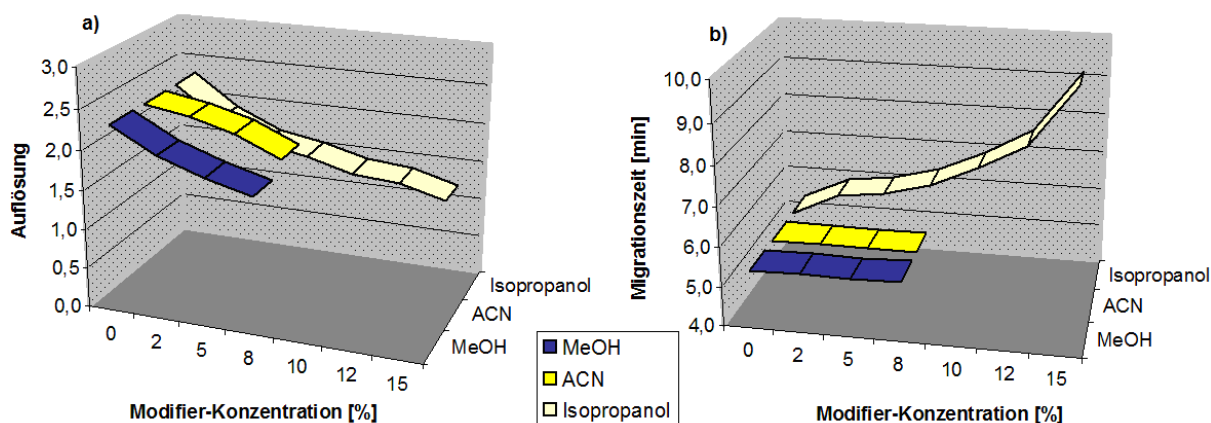 a)
3,0
2,5
2,0
1,5
1,0
0,5
0,0
Auflösung
0 2 5 8 10 12 15
Modifier-Konzentration [%]
Isopropanol
ACN
MeOH
MeOH
ACN
Isopropanol
b)
10,0
9,0
8,0
7,0
6,0
5,0
4,0
Migrationszeit [min]
0 2 5 8 10 12 15
Modifier-Konzentration [%]
Isopropanol
ACN
MeOH